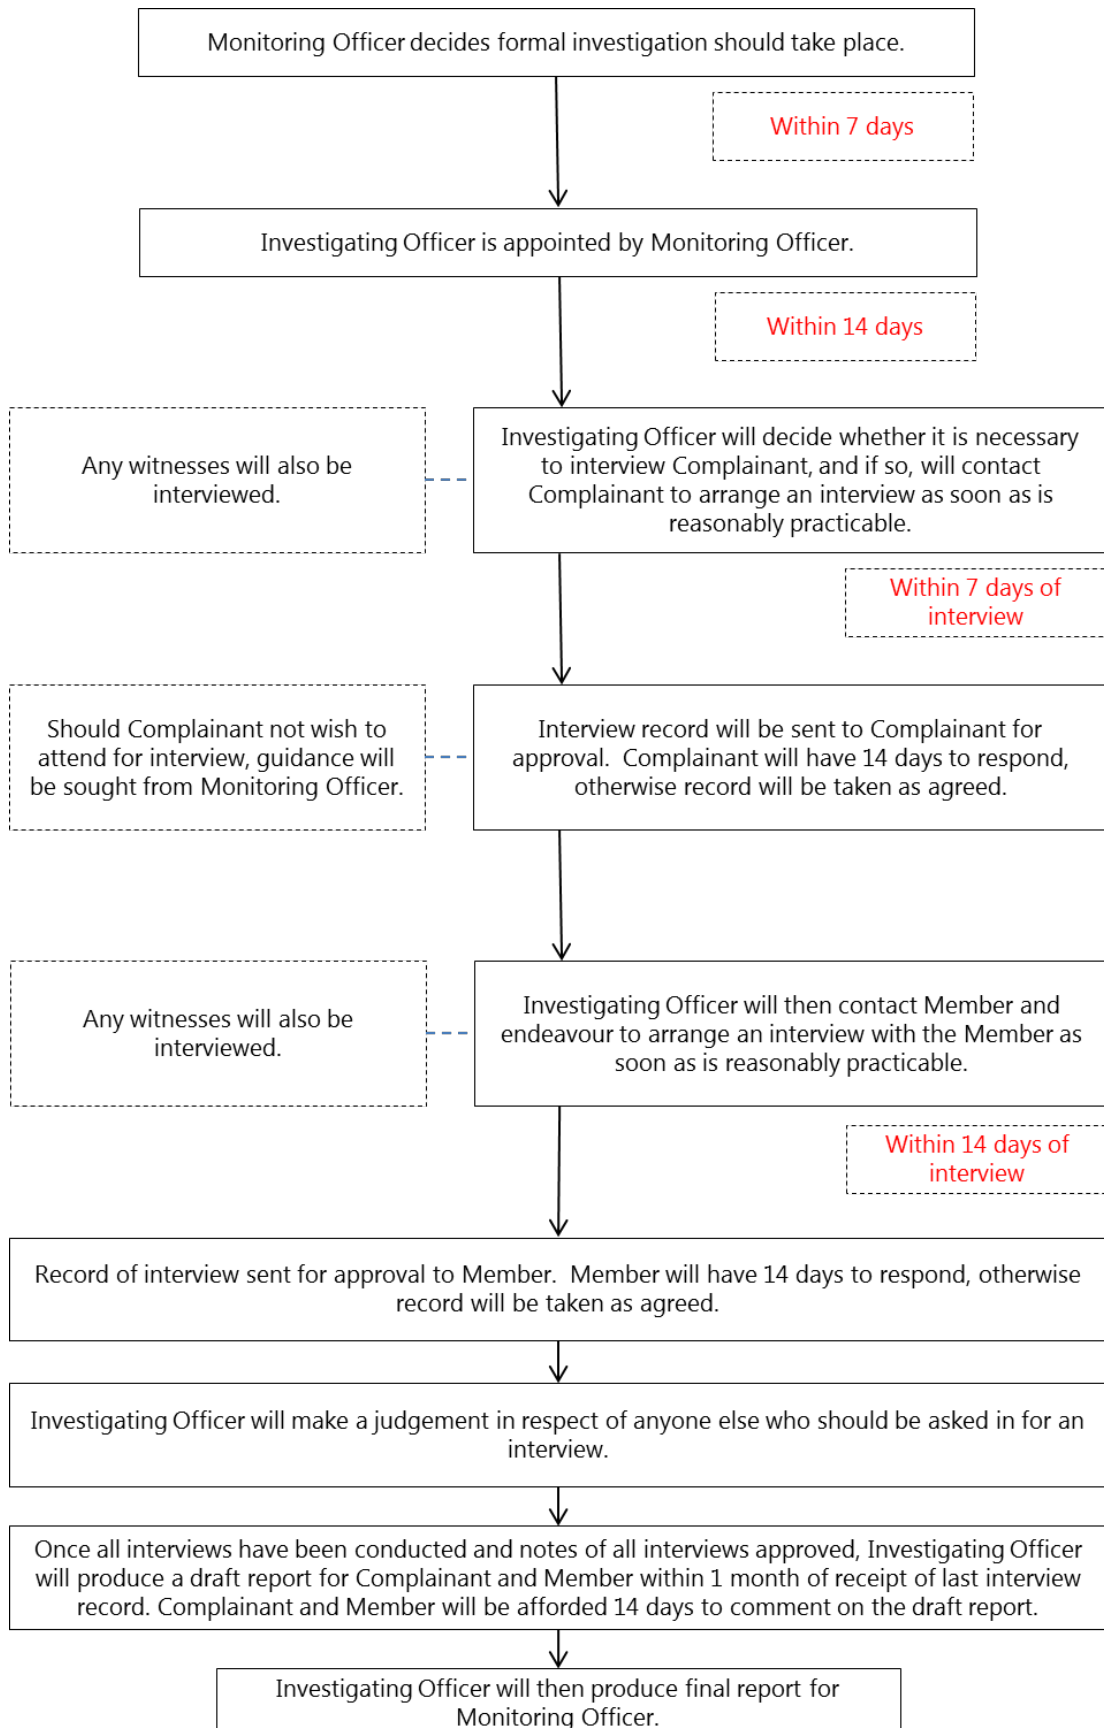 Monitoring Officer decides formal investigation should take place.
Within 7 days
Investigating Officer is appointed by Monitoring Officer.
Within 14 days
Any witnesses will also be
interviewed.
Investigating Officer will decide whether it is necessary
to interview Complainant, and if so, will contact
Complainant to arrange an interview as soon as is
reasonably practicable.
Within 7 days of
interview
Should Complainant not wish to
attend for interview, guidance will
be sought from Monitoring Officer.
Interview record will be sent to Complainant for
approval.  Complainant will have 14 days to respond,
otherwise record will be taken as agreed.
Any witnesses will also be
interviewed.
Investigating Officer will then contact Member and
endeavour to arrange an interview with the Member as
soon as is reasonably practicable.
Within 14 days of
interview
Record of interview sent for approval to Member.  Member will have 14 days to respond, otherwise
record will be taken as agreed.
Investigating Officer will make a judgement in respect of anyone else who should be asked in for an
interview.
Once all interviews have been conducted and notes of all interviews approved, Investigating Officer
will produce a draft report for Complainant and Member within 1 month of receipt of last interview
record. Complainant and Member will be afforded 14 days to comment on the draft report.
Investigating Officer will then produce final report for
Monitoring Officer.